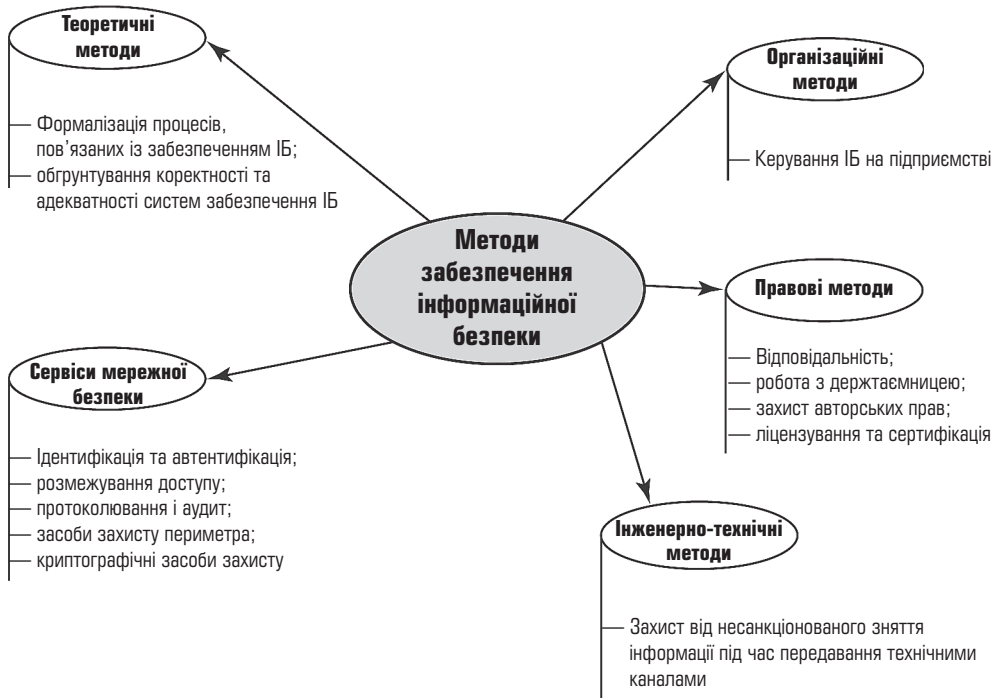 Теоретичні
методи
— Формалізація процесів,
пов’язаних із забезпеченням ІБ;
— обгрунтування коректності та
адекватності систем забезпечення ІБ
Організаційні
методи
— Керування ІБ на підприємстві
Методи
забезпечення
інформаційної
безпеки
Правові методи
— Відповідальність;
— робота з держтаємницею;
— захист авторських прав;
— ліцензування та сертифікація
Сервіси мережної
безпеки
— Ідентифікація та автентифікація;
— розмежування доступу;
— протоколювання і аудит;
— засоби захисту периметра;
— криптографічні засоби захисту
Інженерно-технічні
методи
— Захист від несанкціонованого зняття
інформації під час передавання технічними
каналами